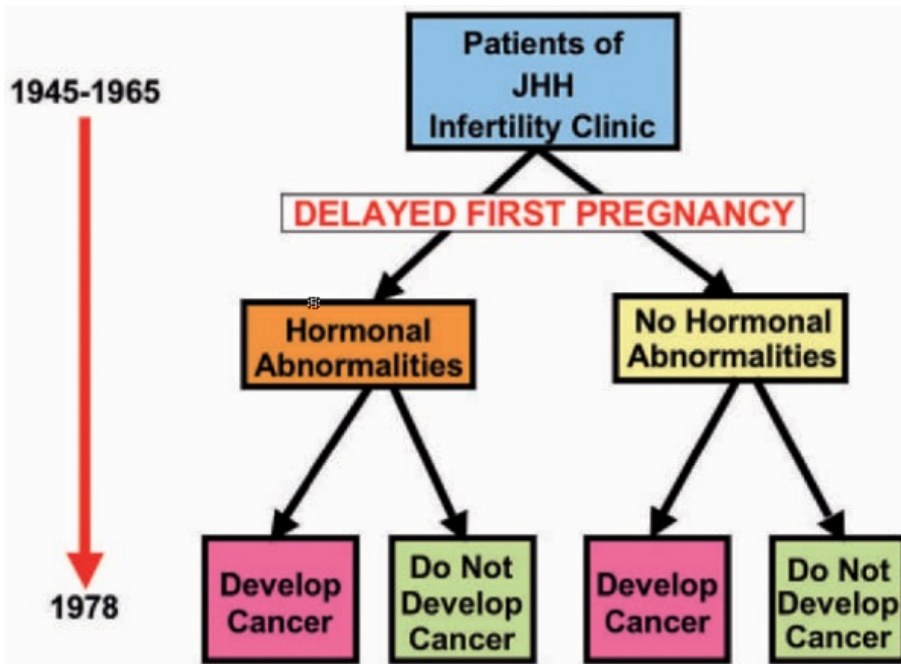 1945-1965
Patients of
JHH
Infertility Clinic
DELAYED FIRST PREGNANCY
Hormonal
Abnormalities
No Hormonal
Abnormalities
1978
Develop
Cancer
Do Not
Develop
Cancer
Develop
Cancer
Do Not
Develop
Cancer